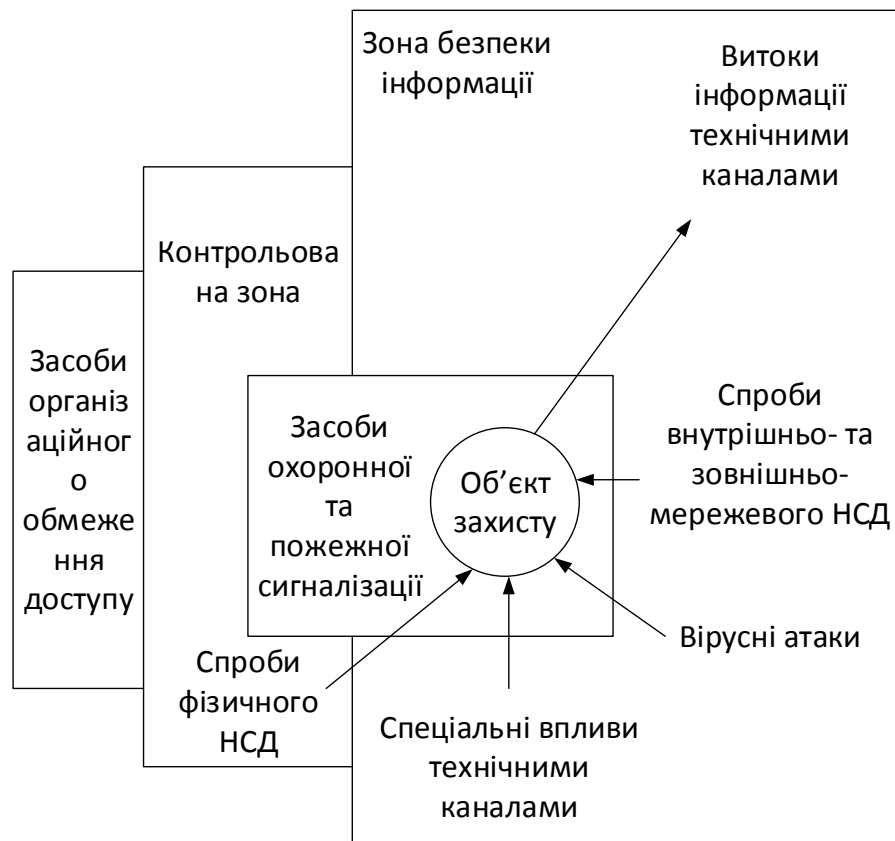 Зона безпеки
інформації
Витоки
інформації
технічними
каналами
Контрольова
на зона
Засоби
організ
аційног
о
обмеже
ння
доступу
Засоби
охоронної
та
пожежної
сигналізації
Об’єкт
захисту
Спроби
внутрішньо- та
зовнішньо-
мережевого НСД
Вірусні атаки
Спроби
фізичного
НСД
Спеціальні впливи
технічними
каналами